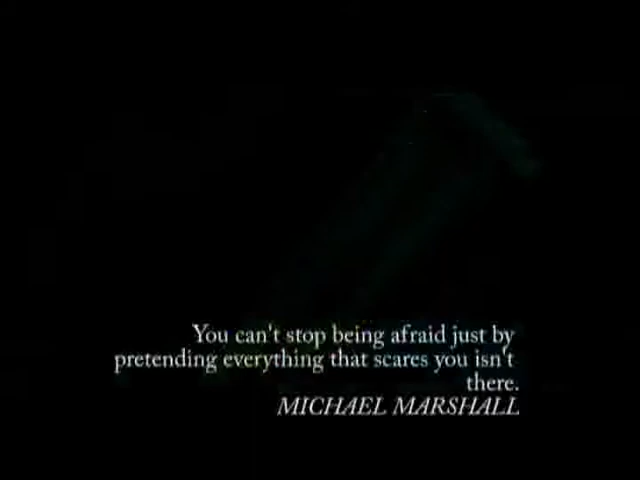 You can't stop being afraid just by
pretending everything that scares you isn't
there.
MICHAEL MARSHALL